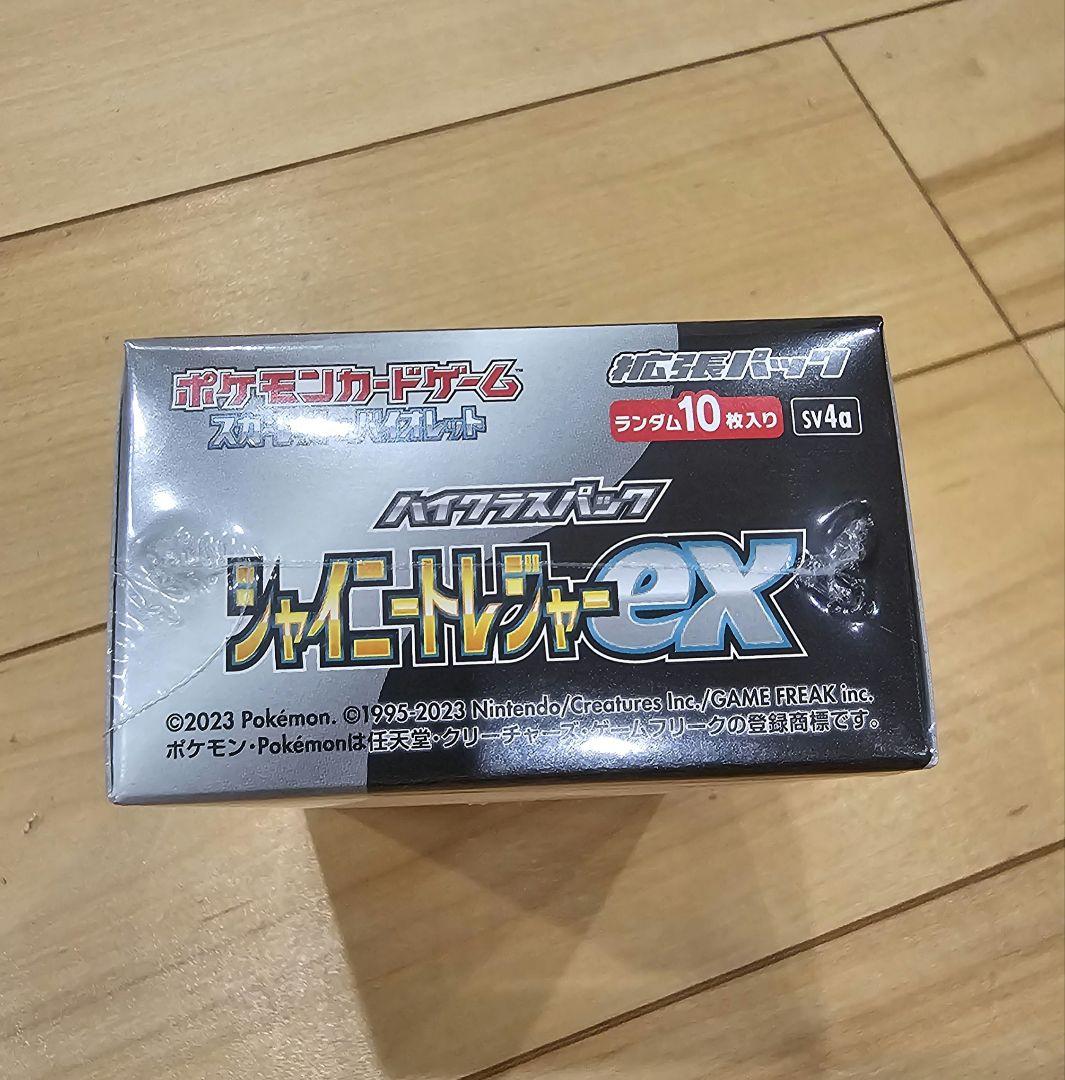 ポケモンカードゲーム™
スカーレット&バイオレット
拡張パック
ランダム10枚入り
sv4a
ハイクラスパック
シャイニートレジャーex
©2023 Pokémon. ©1995-2023 Nintendo/Creatures Inc./GAME FREAK inc.
ポケモン・Pokémonは任天堂・クリーチャーズ・ゲームフリークの登録商標です。